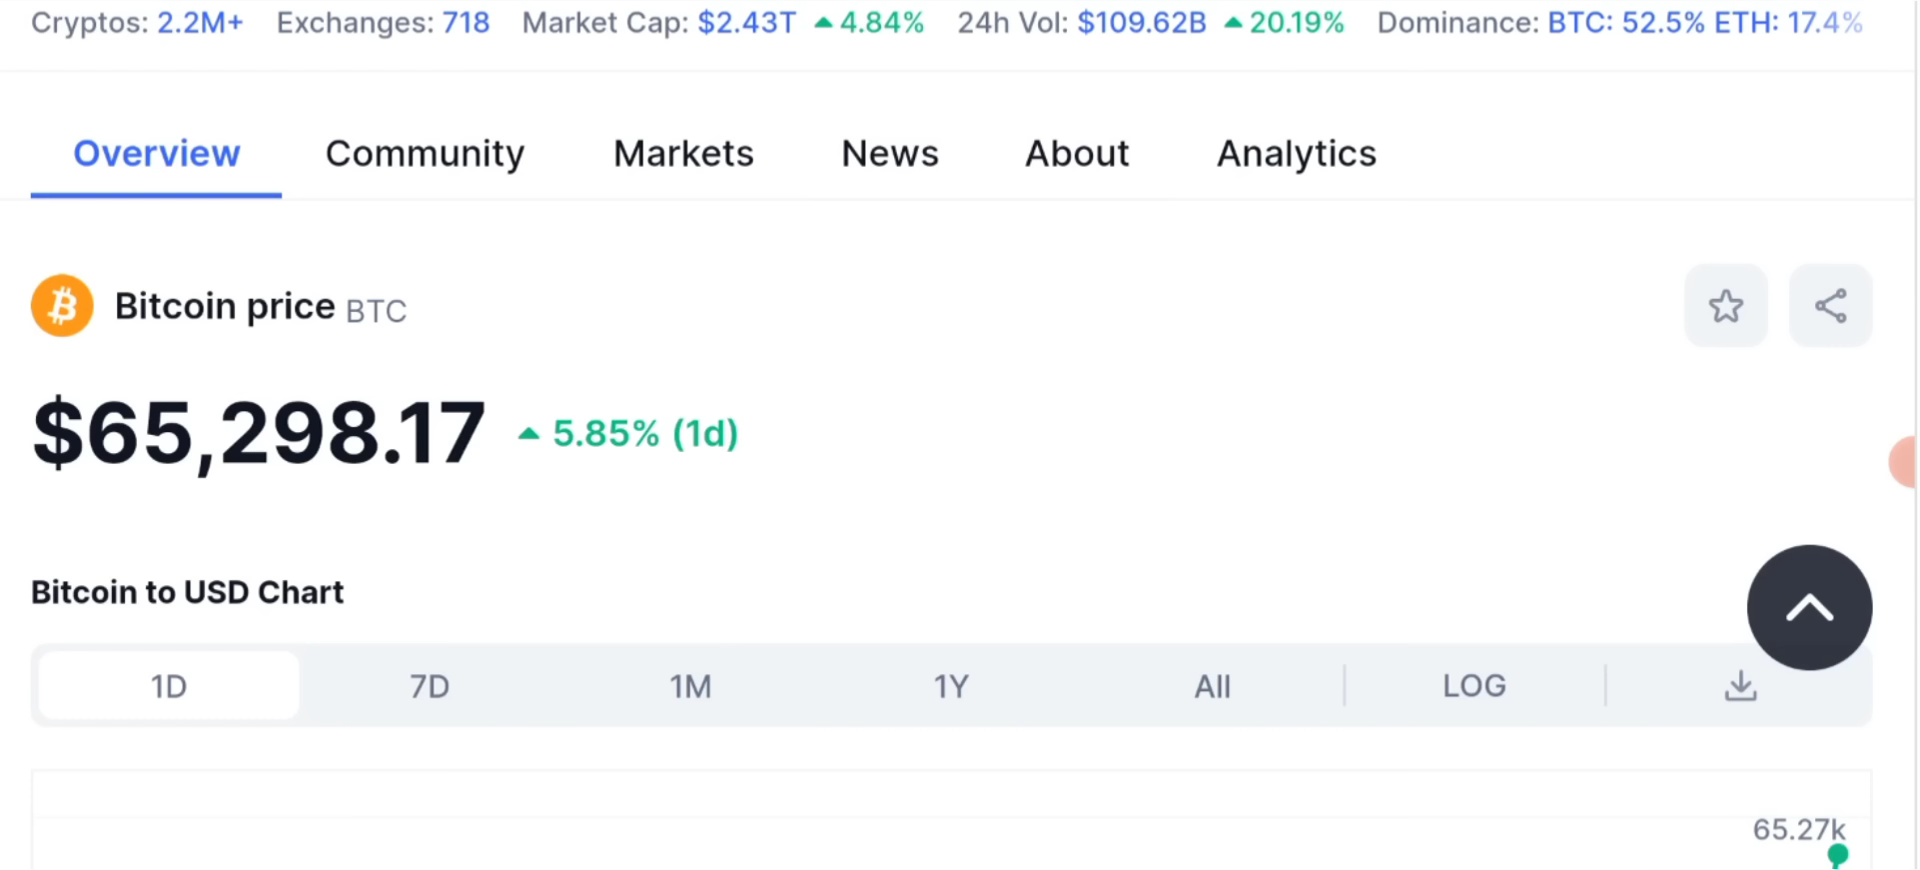 Cryptos: 2.2M+ Exchanges: 718 Market Cap: $2.43T 4.84% 24h Vol: $109.62B 20.19% Dominance: BTC: 52.5% ETH: 17.4%
Overview Community Markets News About Analytics
Bitcoin price BTC
$65,298.17 5.85% (1d)
Bitcoin to USD Chart
1D 7D 1M 1Y All LOG
65.27k